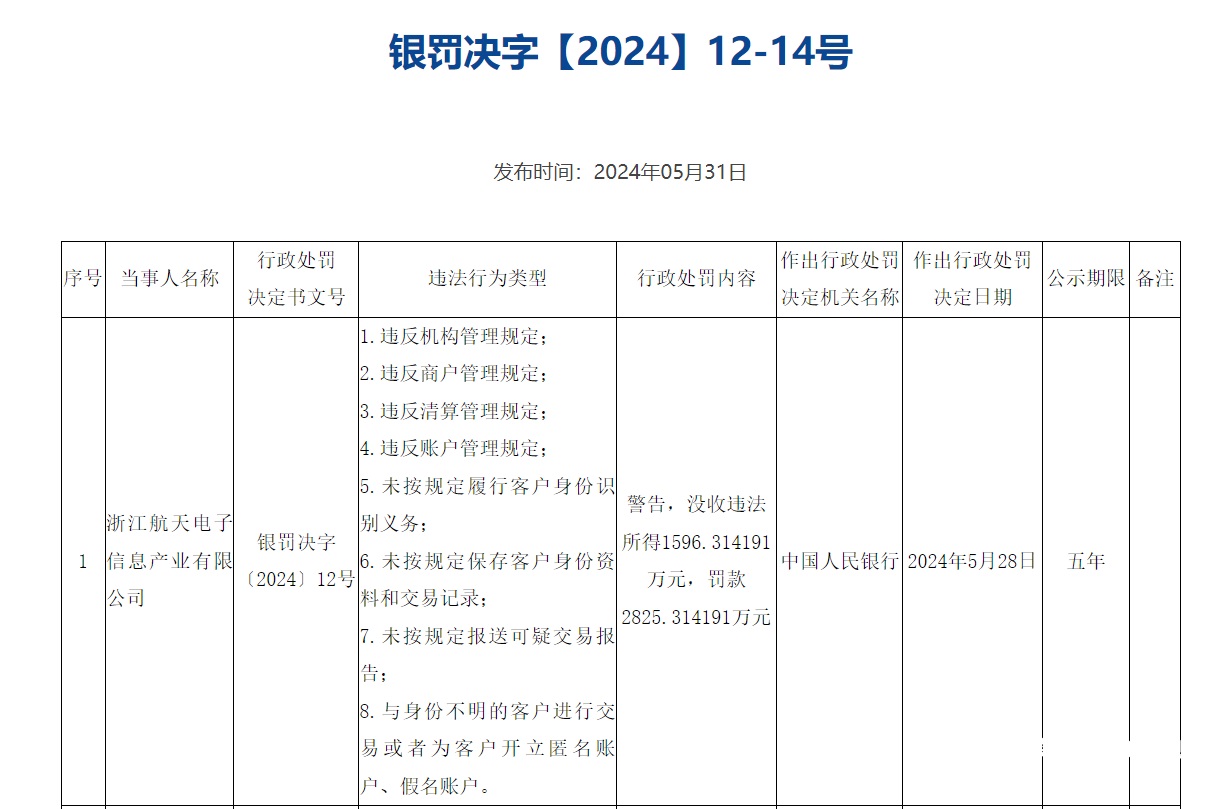 银罚决字【2024】12-14号
发布时间：2024年05月31日
序号
当事人名称
行政处罚
决定书文号
违法行为类型
行政处罚内容
作出行政处罚
决定机关名称
作出行政处罚
决定日期
公示期限
备注
1
浙江航天电子
信息产业有限
公司
银罚决字
〔2024〕12号
1.违反机构管理规定；
2.违反商户管理规定；
3.违反清算管理规定；
4.违反账户管理规定；
5.未按规定履行客户身份识
别义务；
6.未按规定保存客户身份资
料和交易记录；
7.未按规定报送可疑交易报
告；
8.与身份不明的客户进行交
易或者为客户开立匿名账
户、假名账户。
警告，没收违法
所得1596.314191
万元，罚款
2825.314191万元
中国人民银行
2024年5月28日
五年